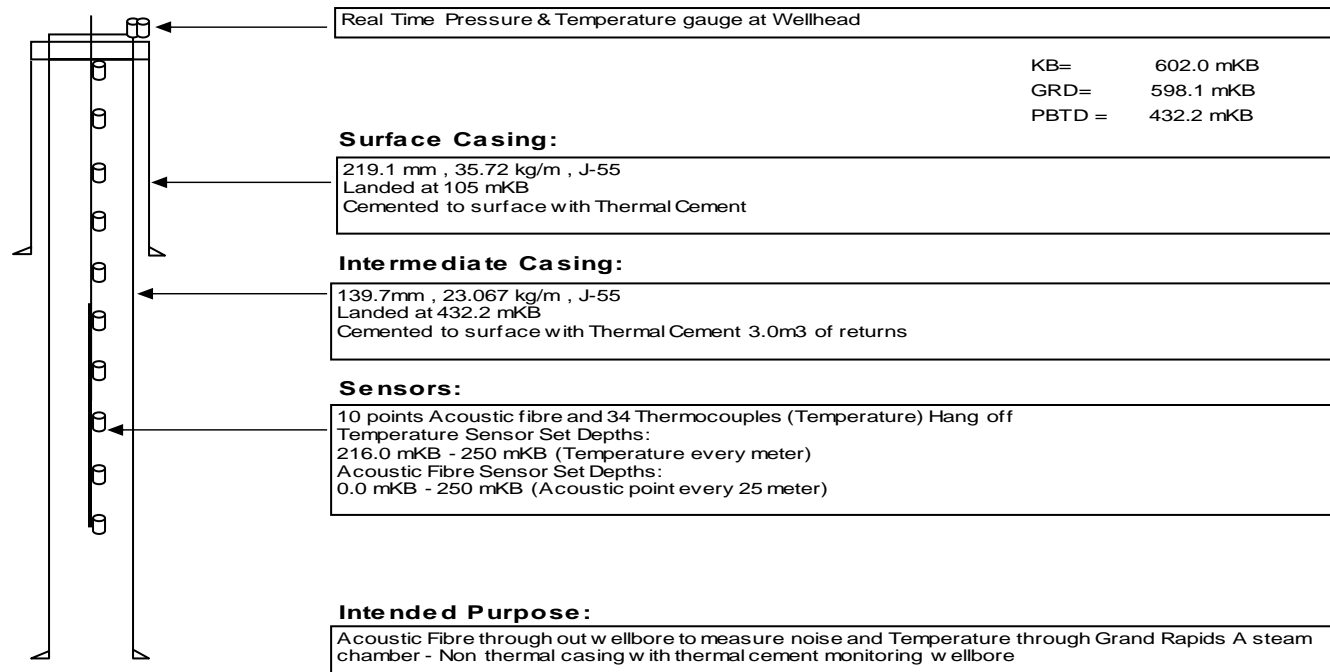 Real Time Pressure & Temperature gauge at Wellhead
KB= 602.0 mKB
GRD= 598.1 mKB
PBTD = 432.2 mKB
Surface Casing:
219.1 mm , 35.72 kg/m , J-55
Landed at 105 mKB
Cemented to surface with Thermal Cement
Intermediate Casing:
139.7mm , 23.067 kg/m , J-55
Landed at 432.2 mKB
Cemented to surface with Thermal Cement 3.0m3 of returns
Sensors:
10 points Acoustic fibre and 34 Thermocouples (Temperature) Hang off
Temperature Sensor Set Depths:
216.0 mKB - 250 mKB (Temperature every meter)
Acoustic Fibre Sensor Set Depths:
0.0 mKB - 250 mKB (Acoustic point every 25 meter)
Intended Purpose:
Acoustic Fibre through out wellbore to measure noise and Temperature through Grand Rapids A steam
chamber - Non thermal casing with thermal cement monitoring wellbore